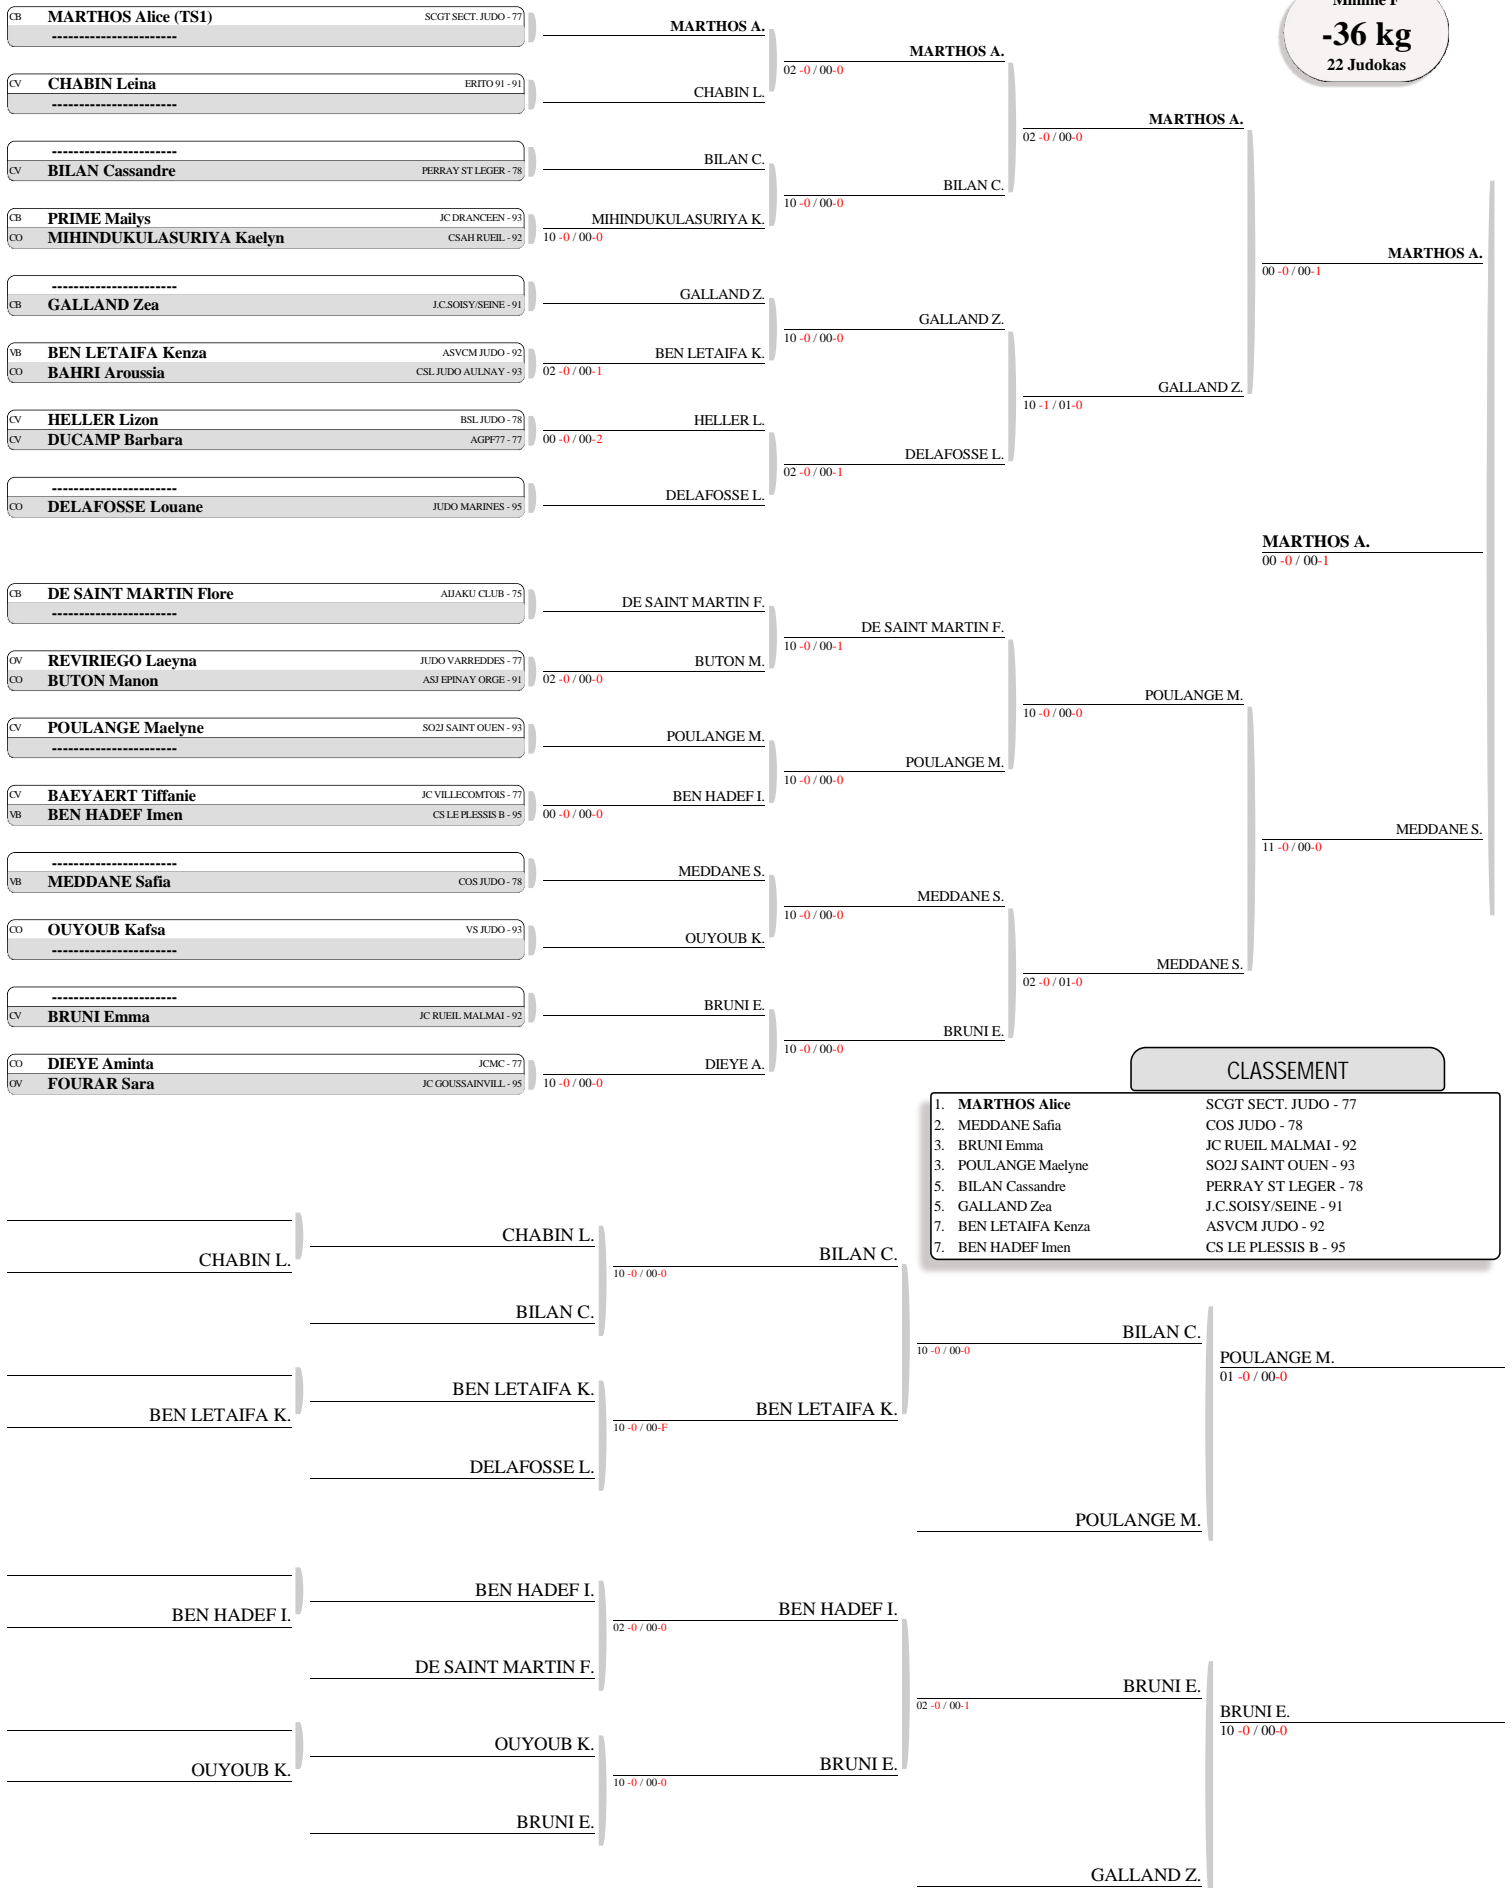 Minime F
-36 kg
22 Judokas
CB MARTHOS Alice (TS1) SCGT SECT. JUDO - 77
-----------------------
CV CHABIN Leina ERITO 91 - 91
-----------------------
-----------------------
CV BILAN Cassandre PERRAY ST LEGER - 78
CB PRIME Mailys JC DRANCEEN - 93
CO MIHINDUKULASURIYA Kaelyn CSAH RUEIL - 92
-----------------------
CB GALLAND Zea J.C.SOISY/SEINE - 91
VB BEN LETAIFA Kenza ASVCM JUDO - 92
CO BAHRI Aroussia CSL JUDO AULNAY - 93
CV HELLER Lizon BSL JUDO - 78
CV DUCAMP Barbara AGPF77 - 77
-----------------------
CO DELAFOSSE Louane JUDO MARINES - 95
CB DE SAINT MARTIN Flore AIJAKU CLUB - 75
-----------------------
OV REVIRIEGO Laeyna JUDO VARREDDES - 77
CO BUTON Manon ASJ EPINAY ORGE - 91
CV POULANGE Maelyne SO2J SAINT OUEN - 93
-----------------------
CV BAEYAERT Tiffanie JC VILLECOMTOIS - 77
VB BEN HADEF Imen CS LE PLESSIS B - 95
-----------------------
VB MEDDANE Safia COS JUDO - 78
CO OUYOUB Kafsa VS JUDO - 93
-----------------------
-----------------------
CV BRUNI Emma JC RUEIL MALMAI - 92
CO DIEYE Aminta JCMC - 77
OV FOURAR Sara JC GOUSSAINVILL - 95
MARTHOS A.
CHABIN L.
BILAN C.
MIHINDUKULASURIYA K.
10 -0 / 00-0
GALLAND Z.
BEN LETAIFA K.
02 -0 / 00-1
HELLER L.
00 -0 / 00-2
DELAFOSSE L.
DE SAINT MARTIN F.
BUTON M.
02 -0 / 00-0
POULANGE M.
BEN HADEF I.
00 -0 / 00-0
MEDDANE S.
OUYOUB K.
BRUNI E.
DIEYE A.
10 -0 / 00-0
MARTHOS A.
02 -0 / 00-0
BILAN C.
10 -0 / 00-0
GALLAND Z.
10 -0 / 00-0
DELAFOSSE L.
02 -0 / 00-1
DE SAINT MARTIN F.
10 -0 / 00-1
POULANGE M.
10 -0 / 00-0
MEDDANE S.
10 -0 / 00-0
BRUNI E.
10 -0 / 00-0
MARTHOS A.
02 -0 / 00-0
GALLAND Z.
10 -1 / 01-0
POULANGE M.
10 -0 / 00-0
MEDDANE S.
02 -0 / 01-0
MARTHOS A.
00 -0 / 00-1
MARTHOS A.
00 -0 / 00-1
MEDDANE S.
11 -0 / 00-0
CLASSEMENT
1. MARTHOS Alice SCGT SECT. JUDO - 77
2. MEDDANE Safia COS JUDO - 78
3. BRUNI Emma JC RUEIL MALMAI - 92
3. POULANGE Maelyne SO2J SAINT OUEN - 93
5. BILAN Cassandre PERRAY ST LEGER - 78
5. GALLAND Zea J.C.SOISY/SEINE - 91
7. BEN LETAIFA Kenza ASVCM JUDO - 92
7. BEN HADEF Imen CS LE PLESSIS B - 95
CHABIN L.
BEN LETAIFA K.
BEN HADEF I.
OUYOUB K.
CHABIN L.
BILAN C.
BEN LETAIFA K.
DELAFOSSE L.
BEN HADEF I.
DE SAINT MARTIN F.
OUYOUB K.
BRUNI E.
BILAN C.
10 -0 / 00-0
BEN LETAIFA K.
10 -0 / 00-F
BEN HADEF I.
02 -0 / 00-0
BRUNI E.
10 -0 / 00-0
BILAN C.
10 -0 / 00-0
POULANGE M.
BRUNI E.
02 -0 / 00-1
GALLAND Z.
POULANGE M.
01 -0 / 00-0
BRUNI E.
10 -0 / 00-0